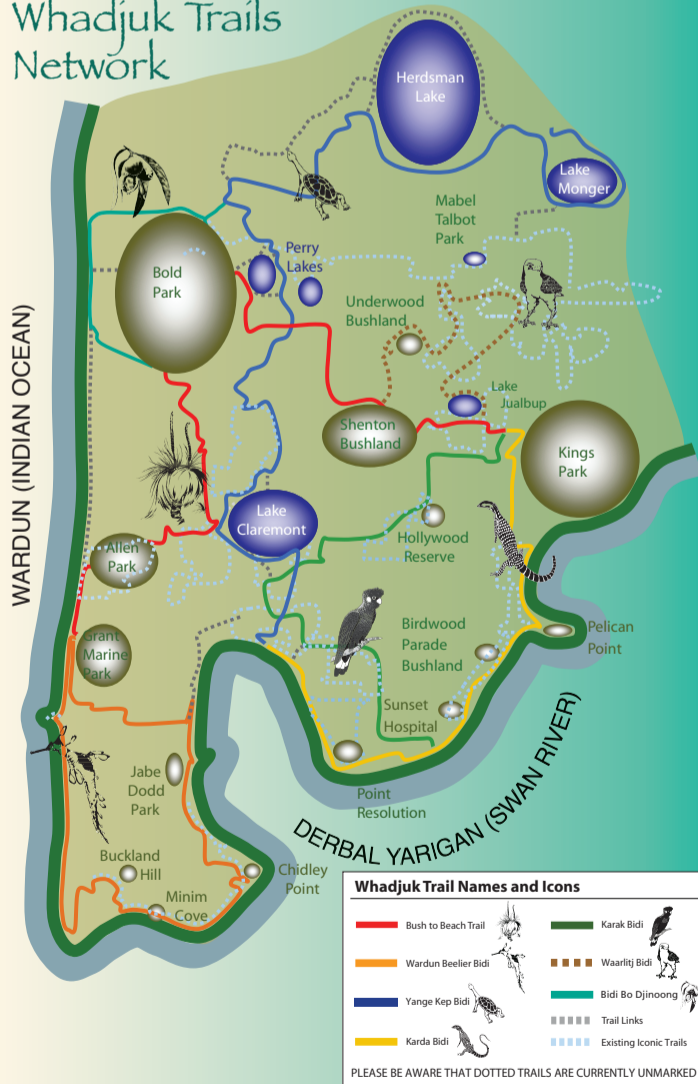 Whadjuk Trails
Network
Herdsman
Lake
Lake
Monger
Mabel
Talbot
Park
Perry
Lakes
Bold
Park
Underwood
Bushland
Lake
Jualbup
Shenton
Bushland
Kings
Park
WARDUN (INDIAN OCEAN)
Lake
Claremont
Hollywood
Reserve
Allen
Park
Birdwood
Parade
Bushland
Pelican
Point
Grant
Marine
Park
Sunset
Hospital
Jabe
Dodd
Park
Point
Resolution
DERBAL YARIGAN (SWAN RIVER)
Buckland
Hill
Chidley
Point
Minim
Cove
Whadjuk Trail Names and Icons
Bush to Beach Trail
Wardun Beelier Bidi
Yange Kep Bidi
Karda Bidi
Karak Bidi
Waarlitj Bidi
Bidi Bo Djinoong
Trail Links
Existing Iconic Trails
PLEASE BE AWARE THAT DOTTED TRAILS ARE CURRENTLY UNMARKED